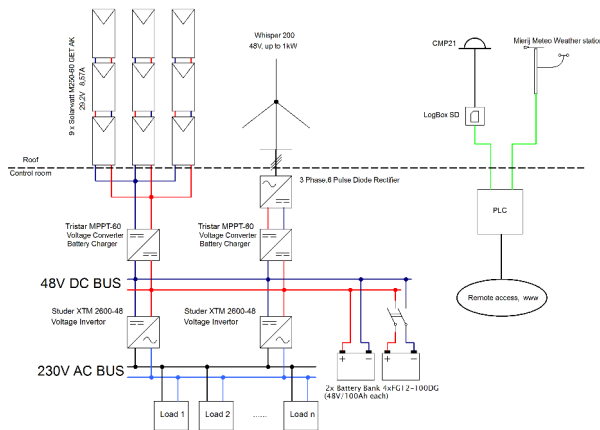 9 x Solarwatt M250-60 GET AK
29,2V 8,57A
Whisper 200
48V, up to 1kW
CMP21
Mierij Meteo Weather station
LogBox SD
Roof
Control room
3 Phase.6 Pulse Diode Rectifier
PLC
Tristar MPPT-60
Voltage Converter
Battery Charger
Tristar MPPT-60
Voltage Converter
Battery Charger
48V DC BUS
Remote access, www
Studer XTM 2600-48
Voltage Invertor
Studer XTM 2600-48
Voltage Invertor
+ - + -
230V AC BUS
2x Battery Bank 4xFGT2-100DG
(48V/100Ah each)
Load 1 Load 2 ...... Load n